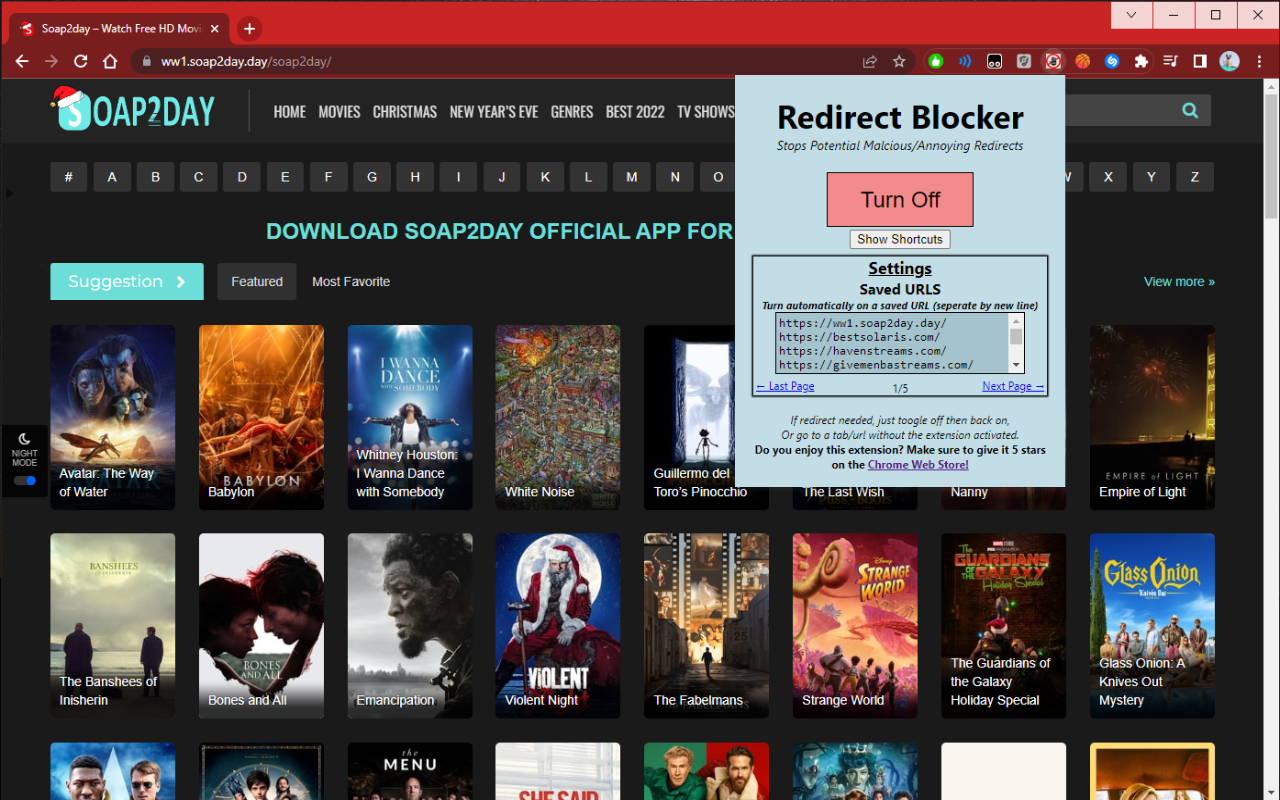 Soap2day – Watch Free HD Movi
ww1.soap2day.day/soap2day/
SOAP2DAY
HOME MOVIES CHRISTMAS NEW YEAR'S EVE GENRES BEST 2022 TV SHOWS
# A B C D E F G H I J K L M N O W X Y Z
DOWNLOAD SOAP2DAY OFFICIAL APP FOR
Suggestion
Featured
Most Favorite
View more »
Redirect Blocker
Stops Potential Malcious/Annoying Redirects
Turn Off
Show Shortcuts
Settings
Saved URLS
Turn automatically on a saved URL (seperate by new line)
https://ww1.soap2day.day/
https://bestsolaris.com/
https://havenstreams.com/
https://givemenbastreams.com/
← Last Page 1/5 Next Page →
If redirect needed, just toogle off then back on,
Or go to a tab/url without the extension activated.
Do you enjoy this extension? Make sure to give it 5 stars
on the Chrome Web Store!
NIGHT
MODE
Avatar: The Way
of Water
BABYLON
Babylon
I WANNA
DANCE
WITH SOMEBODY
Whitney Houston:
I Wanna Dance
with Somebody
WHITE NOISE
White Noise
Guillermo del
Toro's Pinocchio
The Last Wish
Nanny
EMPIRE OF LIGHT
Empire of Light
BANSHEES
The Banshees of
Inisherin
BONES
AND ALL
Bones and All
Emancipation
VIOLENT
Violent Night
The Fabelmans
Disney
STRANGE
WORLD
Strange World
The
GUARDIANS
OF THE GALAXY
Holiday Special
The Guardians of
the Galaxy
Holiday Special
Glass Onion
Glass Onion: A
Knives Out
Mystery
the
MENU
SHE SAID